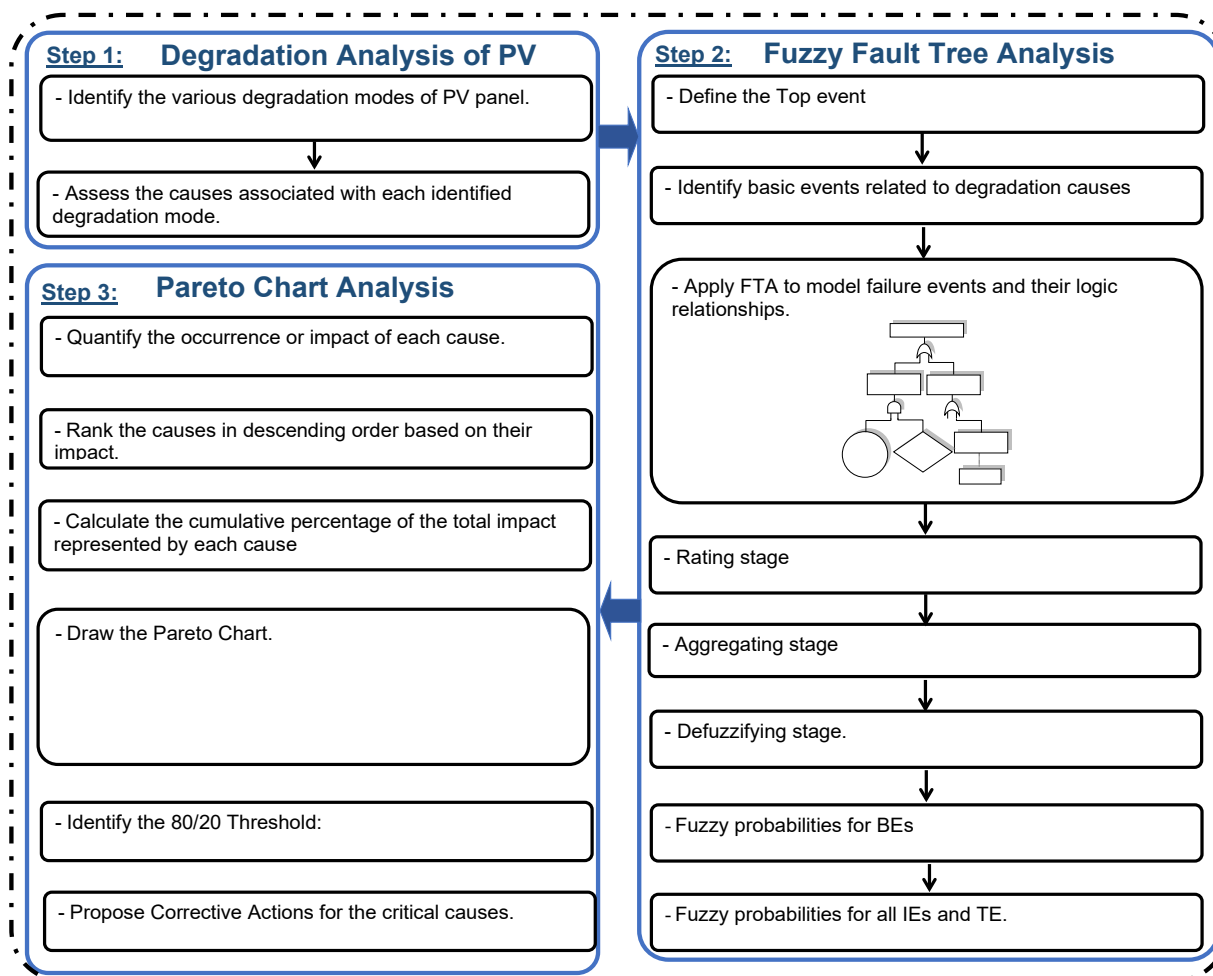 Step 1: Degradation Analysis of PV
- Identify the various degradation modes of PV panel.
- Assess the causes associated with each identified
degradation mode.
Step 2: Fuzzy Fault Tree Analysis
- Define the Top event
- Identify basic events related to degradation causes
- Apply FTA to model failure events and their logic
relationships.
- Rating stage
- Aggregating stage
- Defuzzifying stage.
- Fuzzy probabilities for BEs
- Fuzzy probabilities for all IEs and TE.
Step 3: Pareto Chart Analysis
- Quantify the occurrence or impact of each cause.
- Rank the causes in descending order based on their
impact.
- Calculate the cumulative percentage of the total impact
represented by each cause
- Draw the Pareto Chart.
- Identify the 80/20 Threshold:
- Propose Corrective Actions for the critical causes.